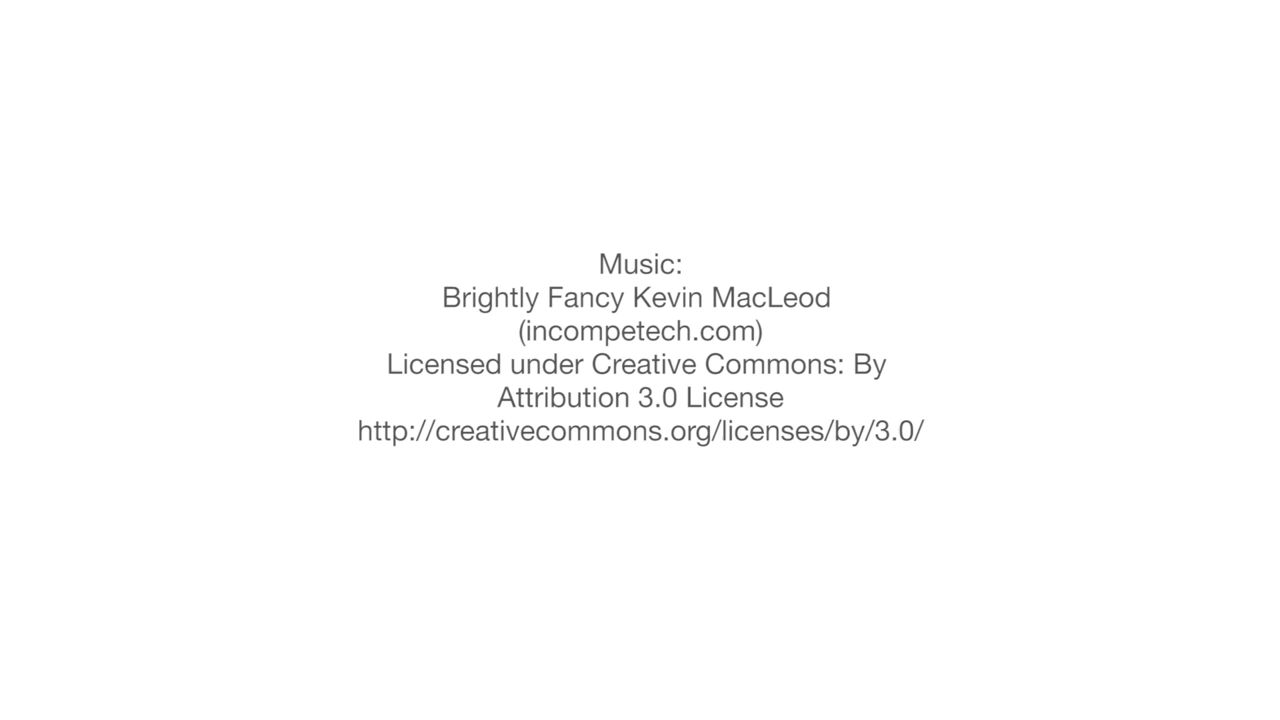 Music:
Brightly Fancy Kevin MacLeod
(incompetech.com)
Licensed under Creative Commons: By
Attribution 3.0 License
http://creativecommons.org/licenses/by/3.0/